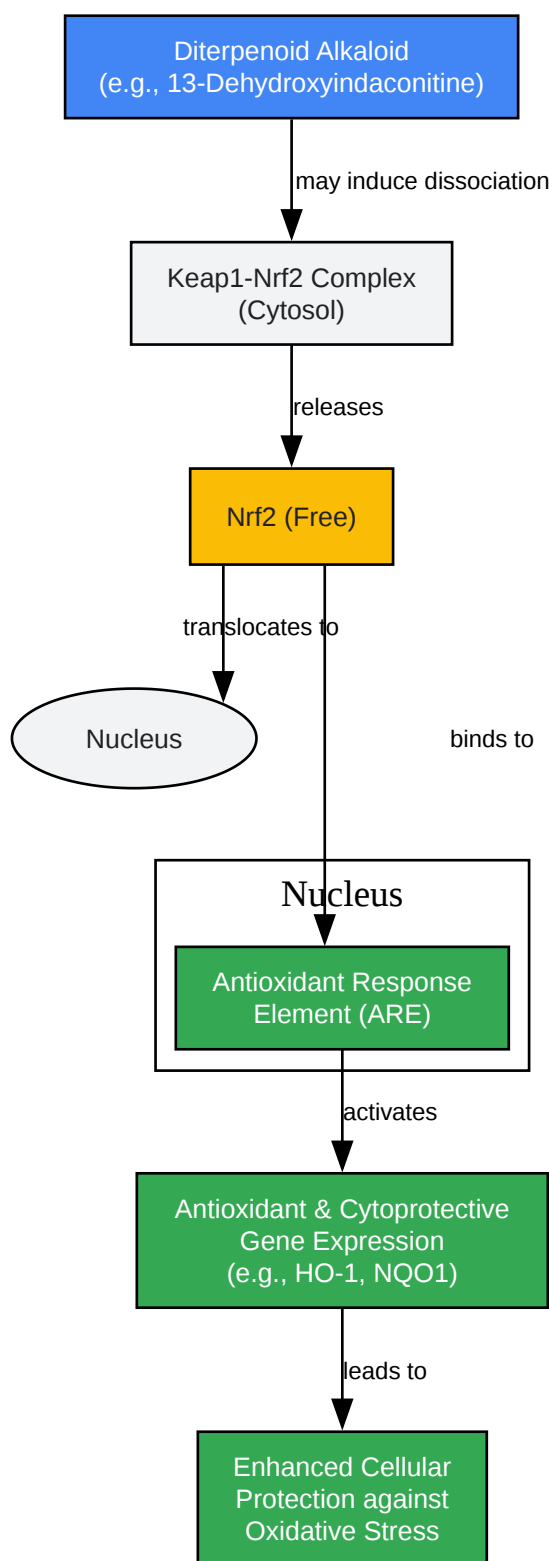 Diterpenoid Alkaloid
(e.g., 13-Dehydroxyindaconitine)
may induce dissociation
Keap1-Nrf2 Complex
(Cytosol)
releases
Nrf2 (Free)
translocates to
Nucleus
binds to
Nucleus
Antioxidant Response
Element (ARE)
activates
Antioxidant & Cytoprotective
Gene Expression
(e.g., HO-1, NQO1)
leads to
Enhanced Cellular
Protection against
Oxidative Stress